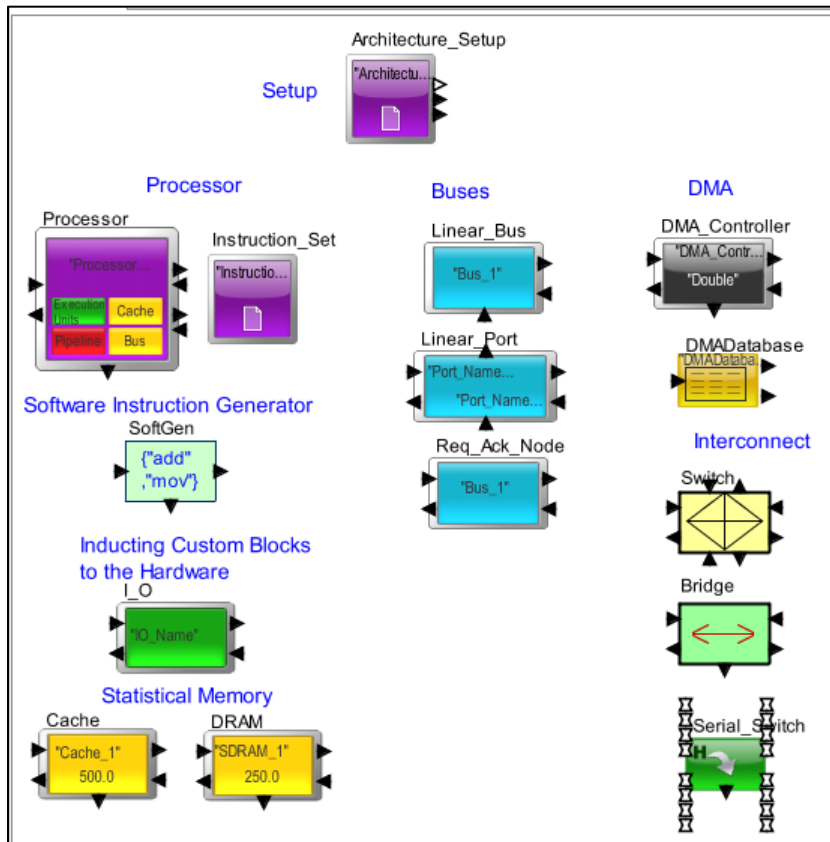 Architecture_Setup
Setup
"Architectu...
Processor
Buses
DMA
Processor
"Processor...
Execution
Units
Cache
Pipeline
Bus
Instruction_Set
"Instructio...
Linear_Bus
"Bus_1"
DMA_Controller
"DMA_Contr...
"Double"
Linear_Port
"Port_Name...
"Port_Name...
DMADatabase
"DMADataba...
Software Instruction Generator
SoftGen
{"add"
,"mov"}
Req_Ack_Node
"Bus_1"
Interconnect
Switch
Inducting Custom Blocks
to the Hardware
I_O
"IO_Name"
Bridge
Statistical Memory
Cache
"Cache_1"
500.0
DRAM
"SDRAM_1"
250.0
Serial_Switch
H